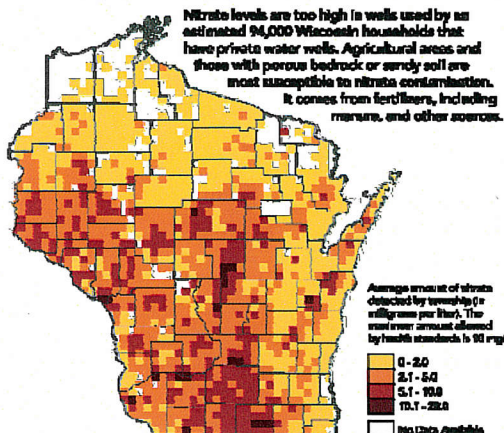 Nitrate levels are too high in wells used by an
estimated 94,000 Wisconsin households that
have private water wells. Agricultural areas and
those with porous bedrock or sandy soil are
most susceptible to nitrate contamination.
It comes from fertilizers, including
manure, and other sources.
Average amount of nitrate
detected by township (in
milligrams per liter). The
maximum amount allowed
by health standards is 10 mg/
0 - 2.0
2.1 - 5.0
5.1 - 10.0
10.1 -
No Data Available